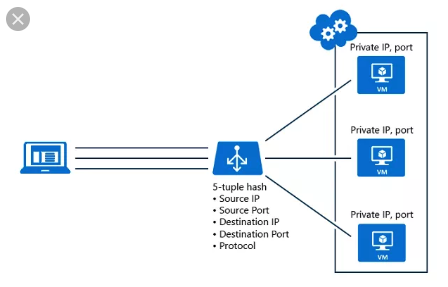 Private IP, port
VM
Private IP, port
VM
Private IP, port
VM
5-tuple hash
• Source IP
• Source Port
• Destination IP
• Destination Port
• Protocol